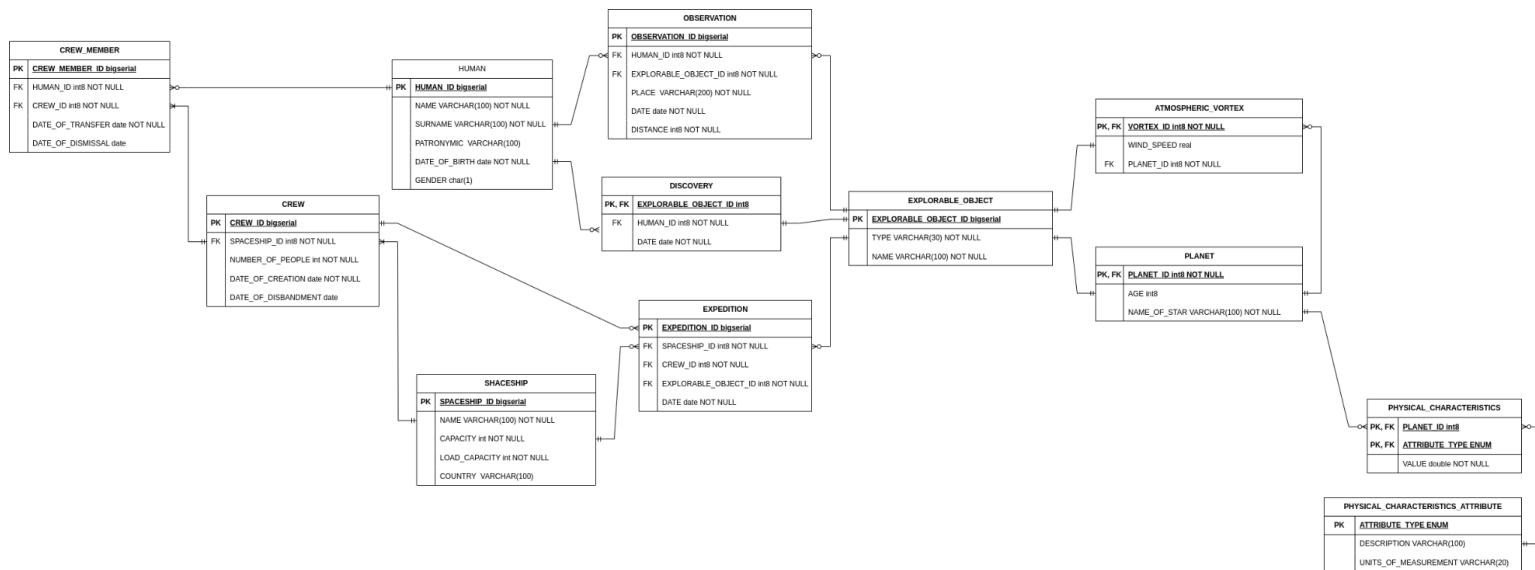 CREW_MEMBER
PK CREW_MEMBER_ID bigserial
FK HUMAN_ID int8 NOT NULL
FK CREW_ID int8 NOT NULL
DATE_OF_TRANSFER date NOT NULL
DATE_OF_DISMISSAL date
HUMAN
PK HUMAN_ID bigserial
NAME VARCHAR(100) NOT NULL
SURNAME VARCHAR(100) NOT NULL
PATRONYMIC VARCHAR(100)
DATE_OF_BIRTH date NOT NULL
GENDER char(1)
OBSERVATION
PK OBSERVATION_ID bigserial
FK HUMAN_ID int8 NOT NULL
FK EXPLORABLE_OBJECT_ID int8 NOT NULL
PLACE VARCHAR(200) NOT NULL
DATE date NOT NULL
DISTANCE int8 NOT NULL
CREW
PK CREW_ID bigserial
FK SPACESHIP_ID int8 NOT NULL
NUMBER_OF_PEOPLE int NOT NULL
DATE_OF_CREATION date NOT NULL
DATE_OF_DISBANDMENT date
DISCOVERY
PK, FK EXPLORABLE_OBJECT_ID int8
FK HUMAN_ID int8 NOT NULL
DATE date NOT NULL
EXPLORABLE_OBJECT
PK EXPLORABLE_OBJECT_ID bigserial
TYPE VARCHAR(30) NOT NULL
NAME VARCHAR(100) NOT NULL
ATMOSPHERIC_VORTEX
PK, FK VORTEX_ID int8 NOT NULL
WIND_SPEED real
FK PLANET_ID int8 NOT NULL
PLANET
PK, FK PLANET_ID int8 NOT NULL
AGE int8
NAME_OF_STAR VARCHAR(100) NOT NULL
EXPEDITION
PK EXPEDITION_ID bigserial
FK SPACESHIP_ID int8 NOT NULL
FK CREW_ID int8 NOT NULL
FK EXPLORABLE_OBJECT_ID int8 NOT NULL
DATE date NOT NULL
SHACESHIP
PK SPACESHIP_ID bigserial
NAME VARCHAR(100) NOT NULL
CAPACITY int NOT NULL
LOAD_CAPACITY int NOT NULL
COUNTRY VARCHAR(100)
PHYSICAL_CHARACTERISTICS
PK, FK PLANET_ID int8
PK, FK ATTRIBUTE_TYPE ENUM
VALUE double NOT NULL
PHYSICAL_CHARACTERISTICS_ATTRIBUTE
PK ATTRIBUTE_TYPE ENUM
DESCRIPTION VARCHAR(100)
UNITS_OF_MEASUREMENT VARCHAR(20)